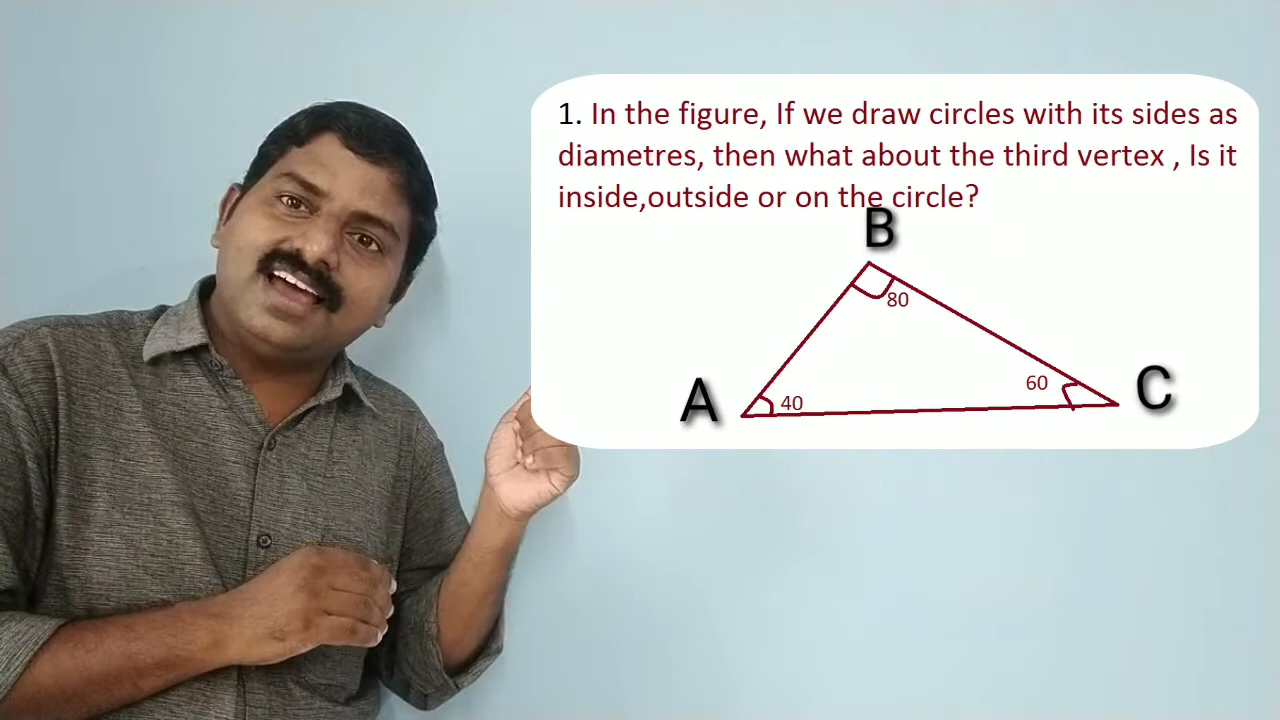 1. In the figure, If we draw circles with its sides as
diametres, then what about the third vertex , Is it
inside,outside or on the circle?
B
80
A
40
60
C